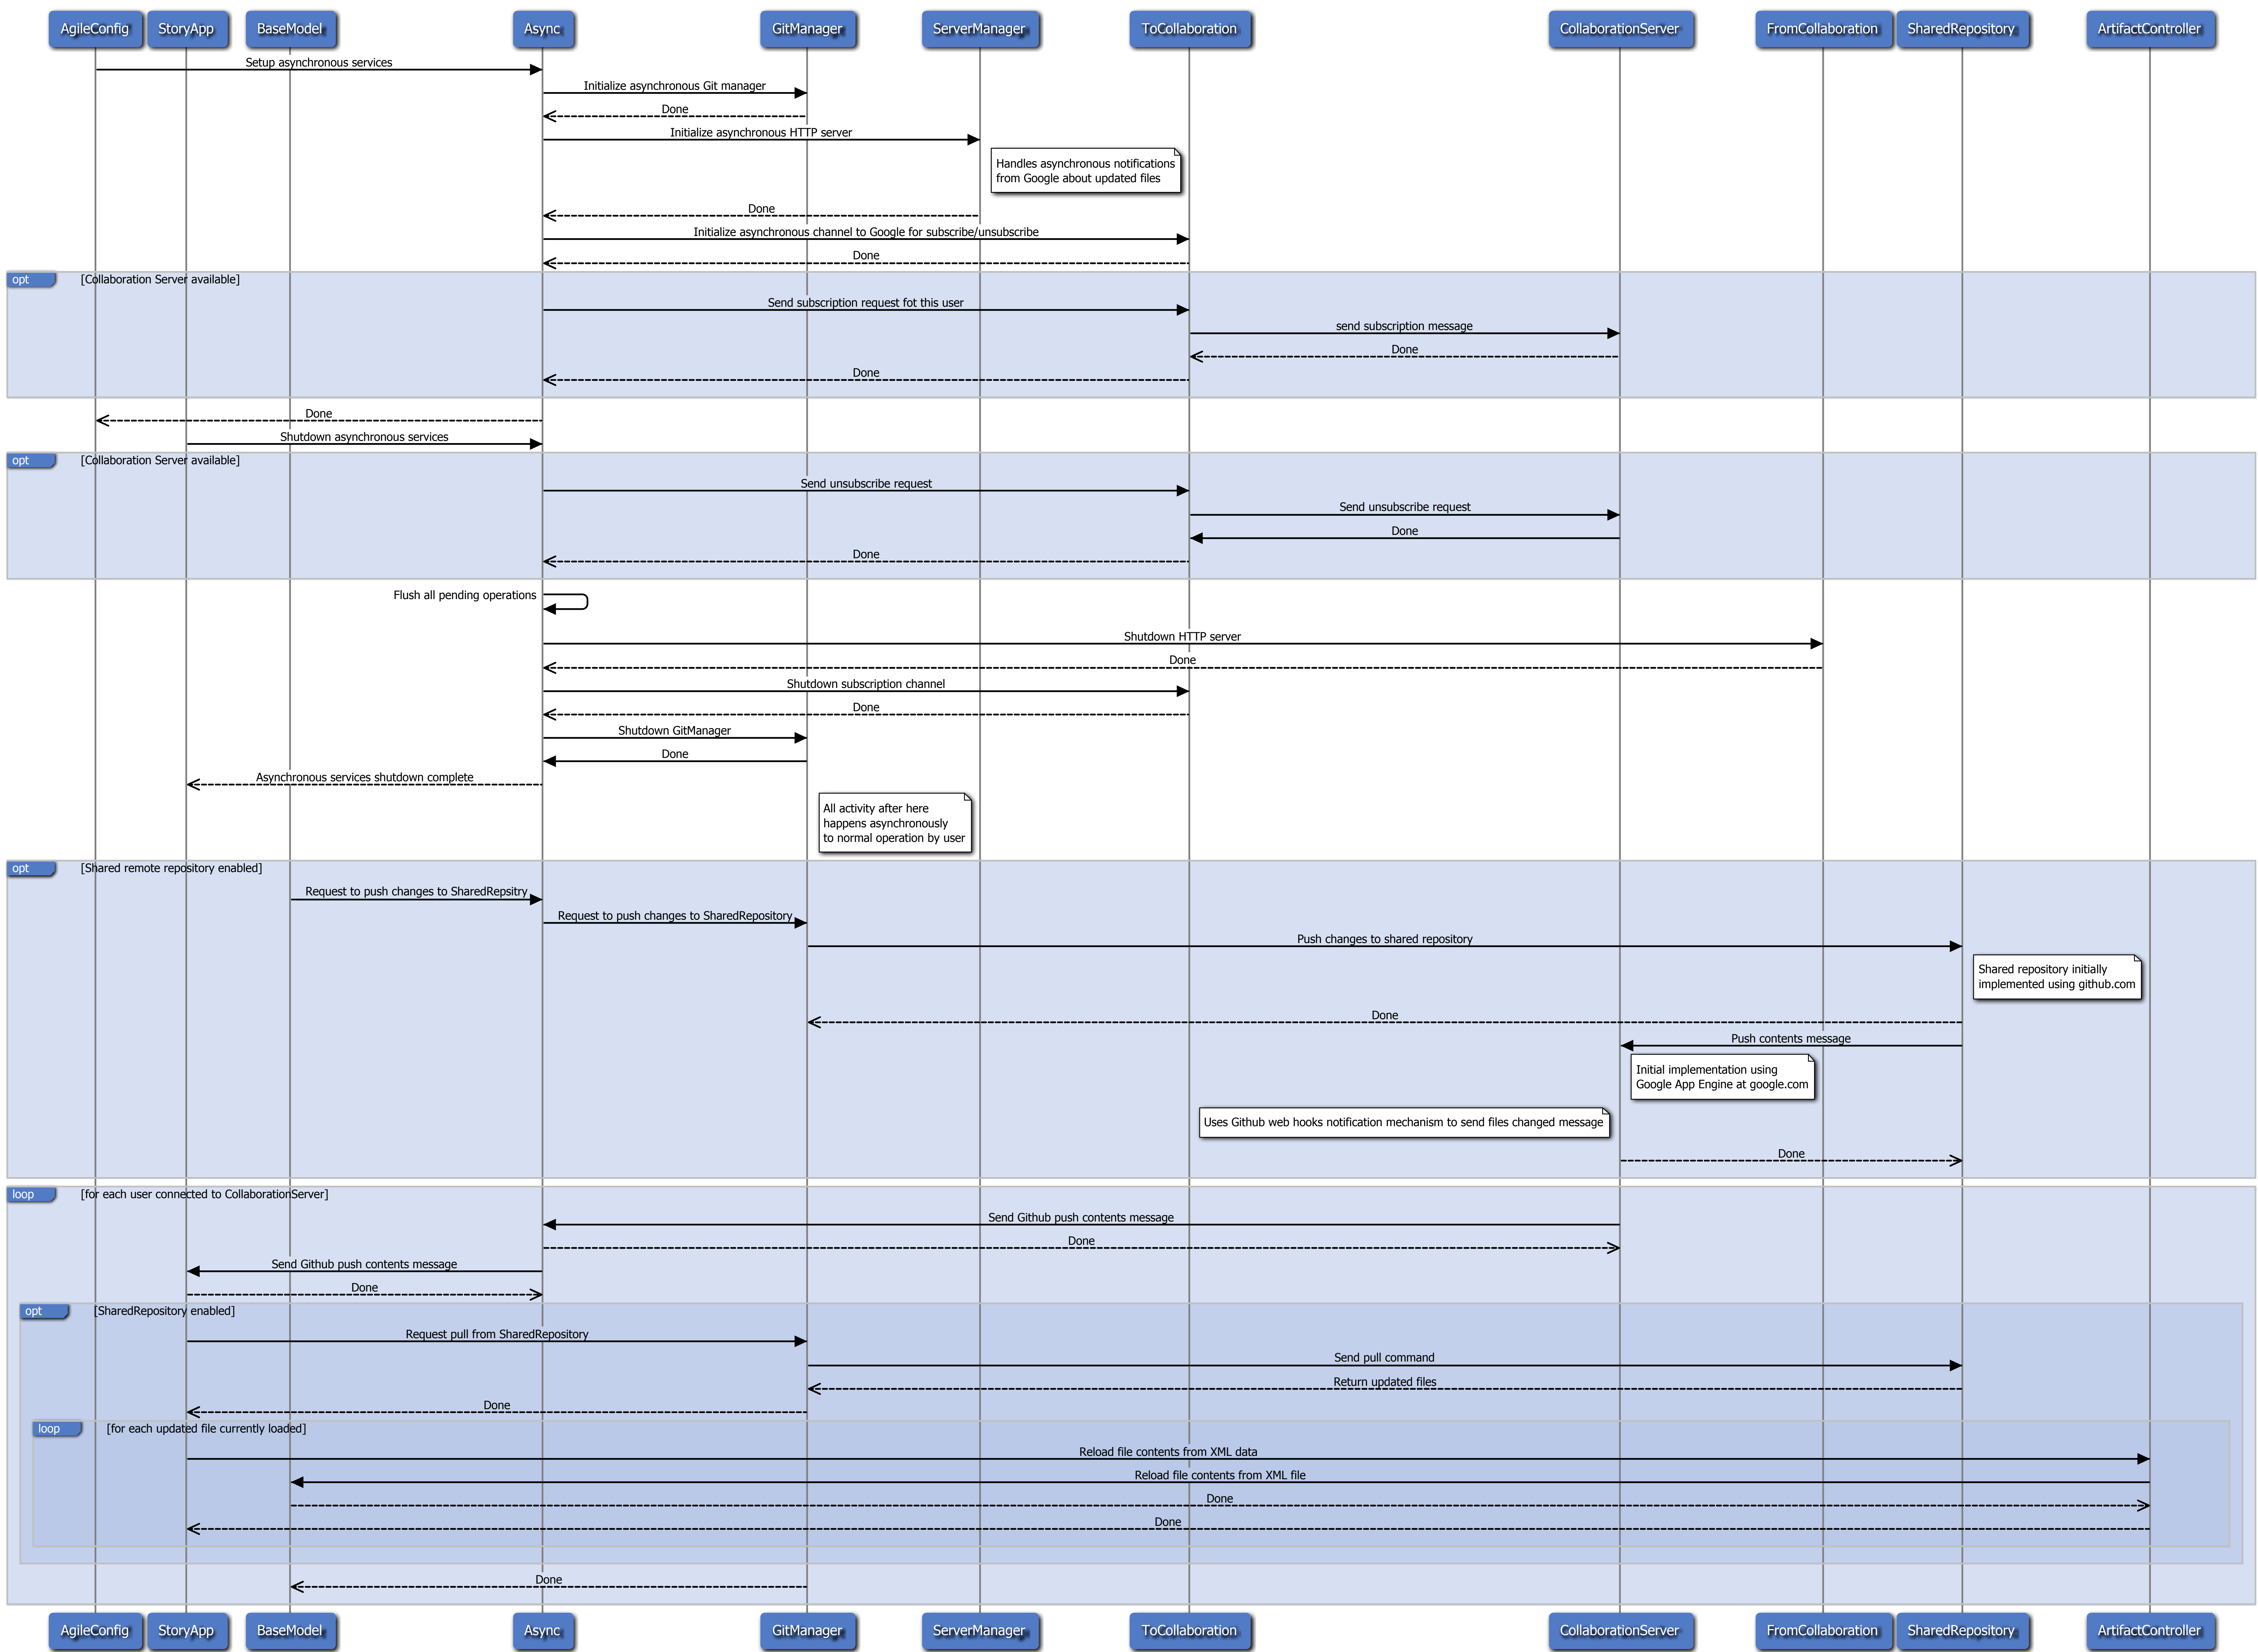 AgileConfig StoryApp BaseModel Async GitManager ServerManager ToCollaboration CollaborationServer FromCollaboration SharedRepository ArtifactController
Setup asynchronous services
Initialize asynchronous Git manager
Done
Initialize asynchronous HTTP server
Handles asynchronous notifications
from Google about updated files
Done
Initialize asynchronous channel to Google for subscribe/unsubscribe
Done
opt [Collaboration Server available]
Send subscription request fot this user
send subscription message
Done
Done
Done
Shutdown asynchronous services
opt [Collaboration Server available]
Send unsubscribe request
Send unsubscribe request
Done
Done
Flush all pending operations
Shutdown HTTP server
Done
Shutdown subscription channel
Done
Shutdown GitManager
Done
Asynchronous services shutdown complete
All activity after here
happens asynchronously
to normal operation by user
opt [Shared remote repository enabled]
Request to push changes to SharedRepsitry
Request to push changes to SharedRepository
Push changes to shared repository
Shared repository initially
implemented using github.com
Done
Push contents message
Initial implementation using
Google App Engine at google.com
Uses Github web hooks notification mechanism to send files changed message
Done
loop [for each user connected to CollaborationServer]
Send Github push contents message
Done
Send Github push contents message
Done
opt [SharedRepository enabled]
Request pull from SharedRepository
Send pull command
Return updated files
Done
loop [for each updated file currently loaded]
Reload file contents from XML data
Reload file contents from XML file
Done
Done
Done
AgileConfig StoryApp BaseModel Async GitManager ServerManager ToCollaboration CollaborationServer FromCollaboration SharedRepository ArtifactController